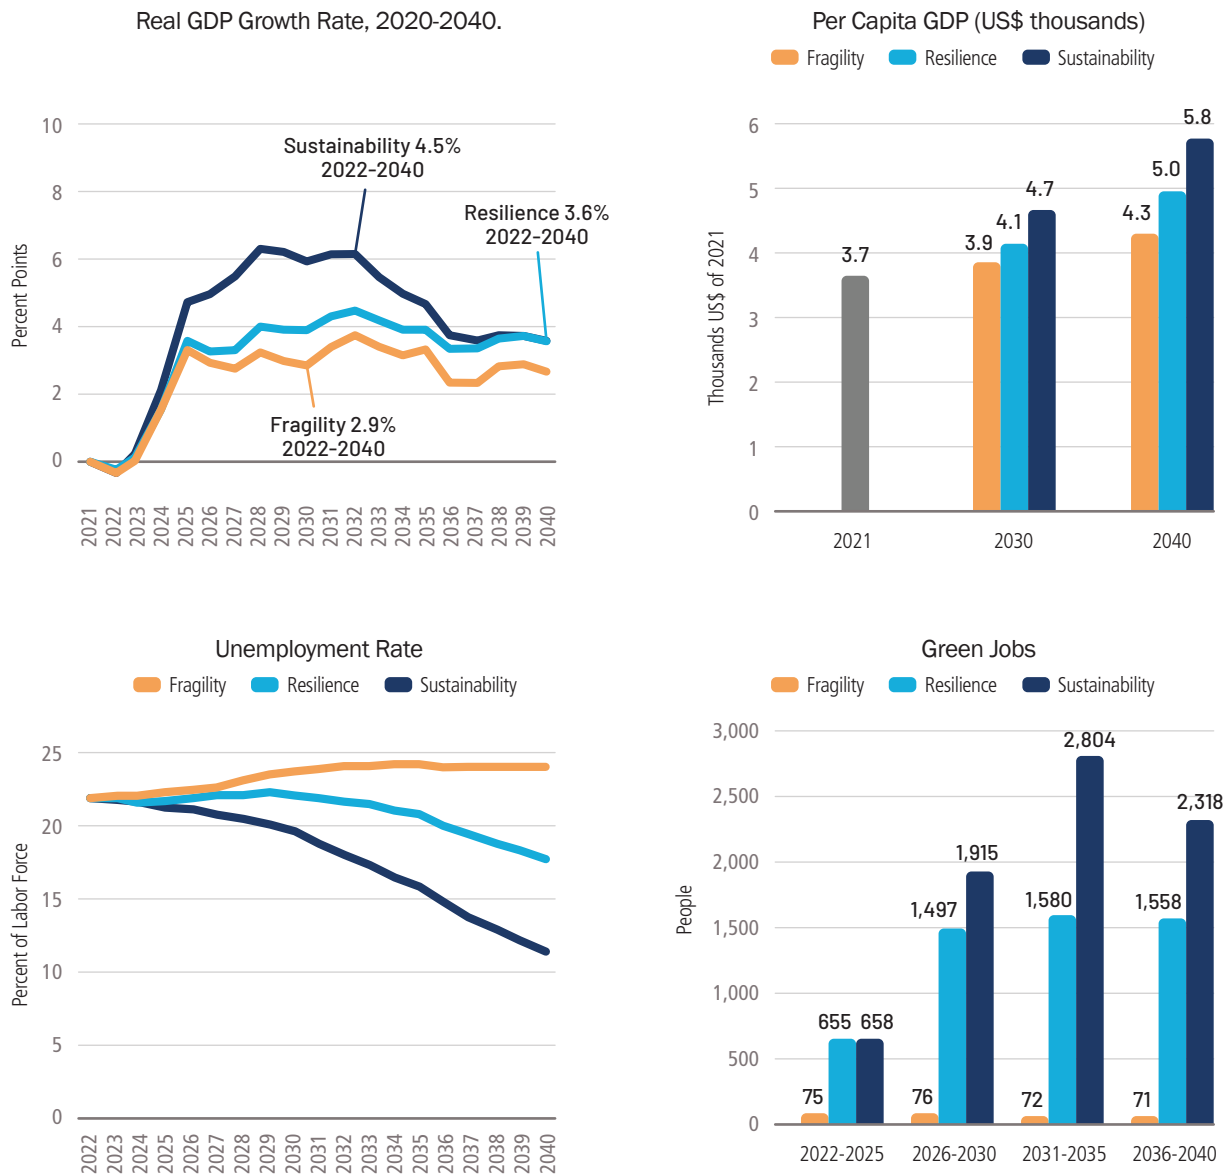 Real GDP Growth Rate, 2020-2040.
Percent Points
10
8
6
4
2
0
Sustainability 4.5%
2022-2040
Resilience 3.6%
2022-2040
Fragility 2.9%
2022-2040
2021 2022 2023 2024 2025 2026 2027 2028 2029 2030 2031 2032 2033 2034 2035 2036 2037 2038 2039 2040
Per Capita GDP (US$ thousands)
Fragility Resilience Sustainability
Thousands US$ of 2021
6
5
4
3
2
1
0
3.7
3.9
4.1
4.7
4.3
5.0
5.8
2021 2030 2040
Unemployment Rate
Fragility Resilience Sustainability
Percent of Labor Force
25
20
15
10
5
0
2022 2023 2024 2025 2026 2027 2028 2029 2030 2031 2032 2033 2034 2035 2036 2037 2038 2039 2040
Green Jobs
Fragility Resilience Sustainability
People
3,000
2,500
2,000
1,500
1,000
500
0
75 655 658
76 1,497 1,915
72 1,580 2,804
71 1,558 2,318
2022-2025 2026-2030 2031-2035 2036-2040